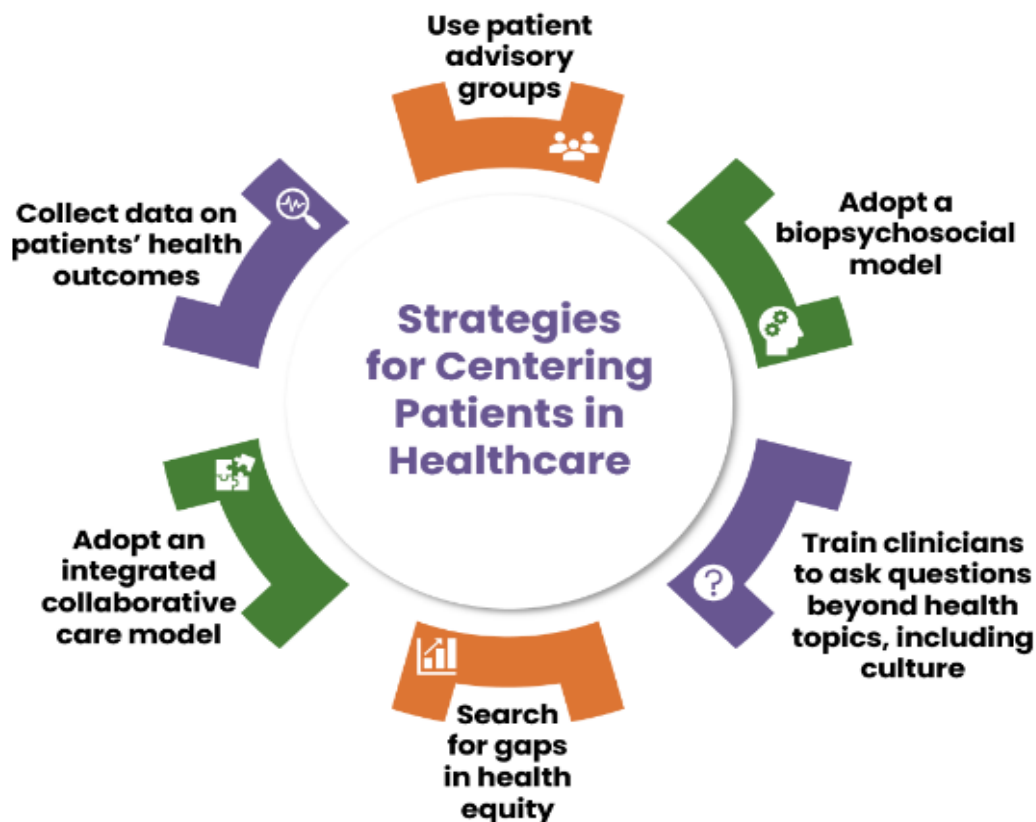 Use patient
advisory
groups
Adopt a
biopsychosocial
model
Train clinicians
to ask questions
beyond health
topics, including
culture
Search
for gaps
in health
equity
Adopt an
integrated
collaborative
care model
Collect data on
patients’ health
outcomes
Strategies
for Centering
Patients in
Healthcare
?